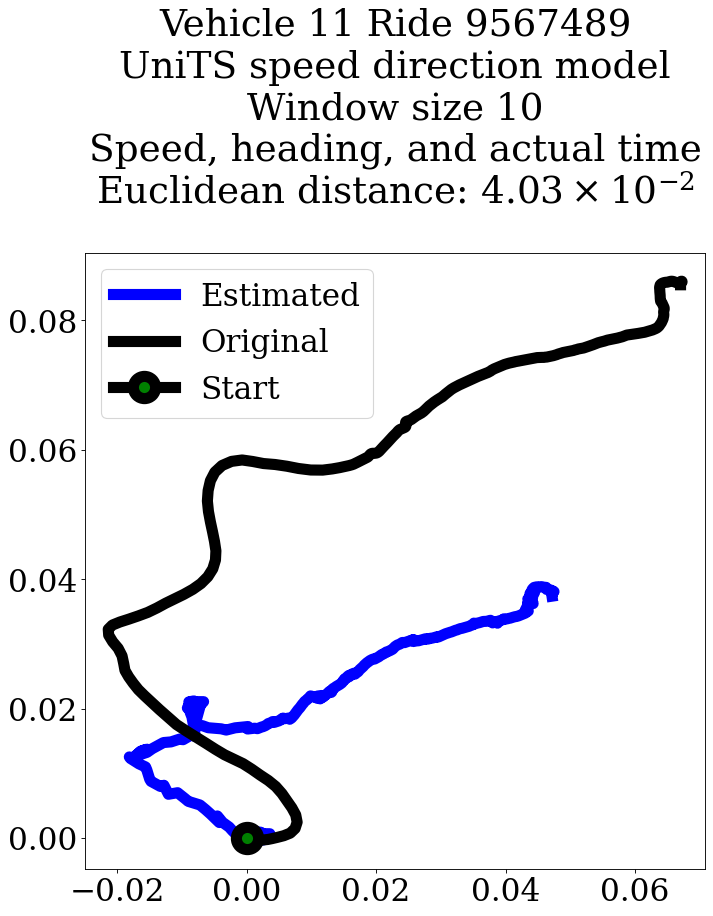 Vehicle 11 Ride 9567489
UniTS speed direction model
Window size 10
Speed, heading, and actual time
Euclidean distance: 4.03 × 10⁻²
Estimated
Original
Start
0.08
0.06
0.04
0.02
0.00
−0.02 0.00 0.02 0.04 0.06